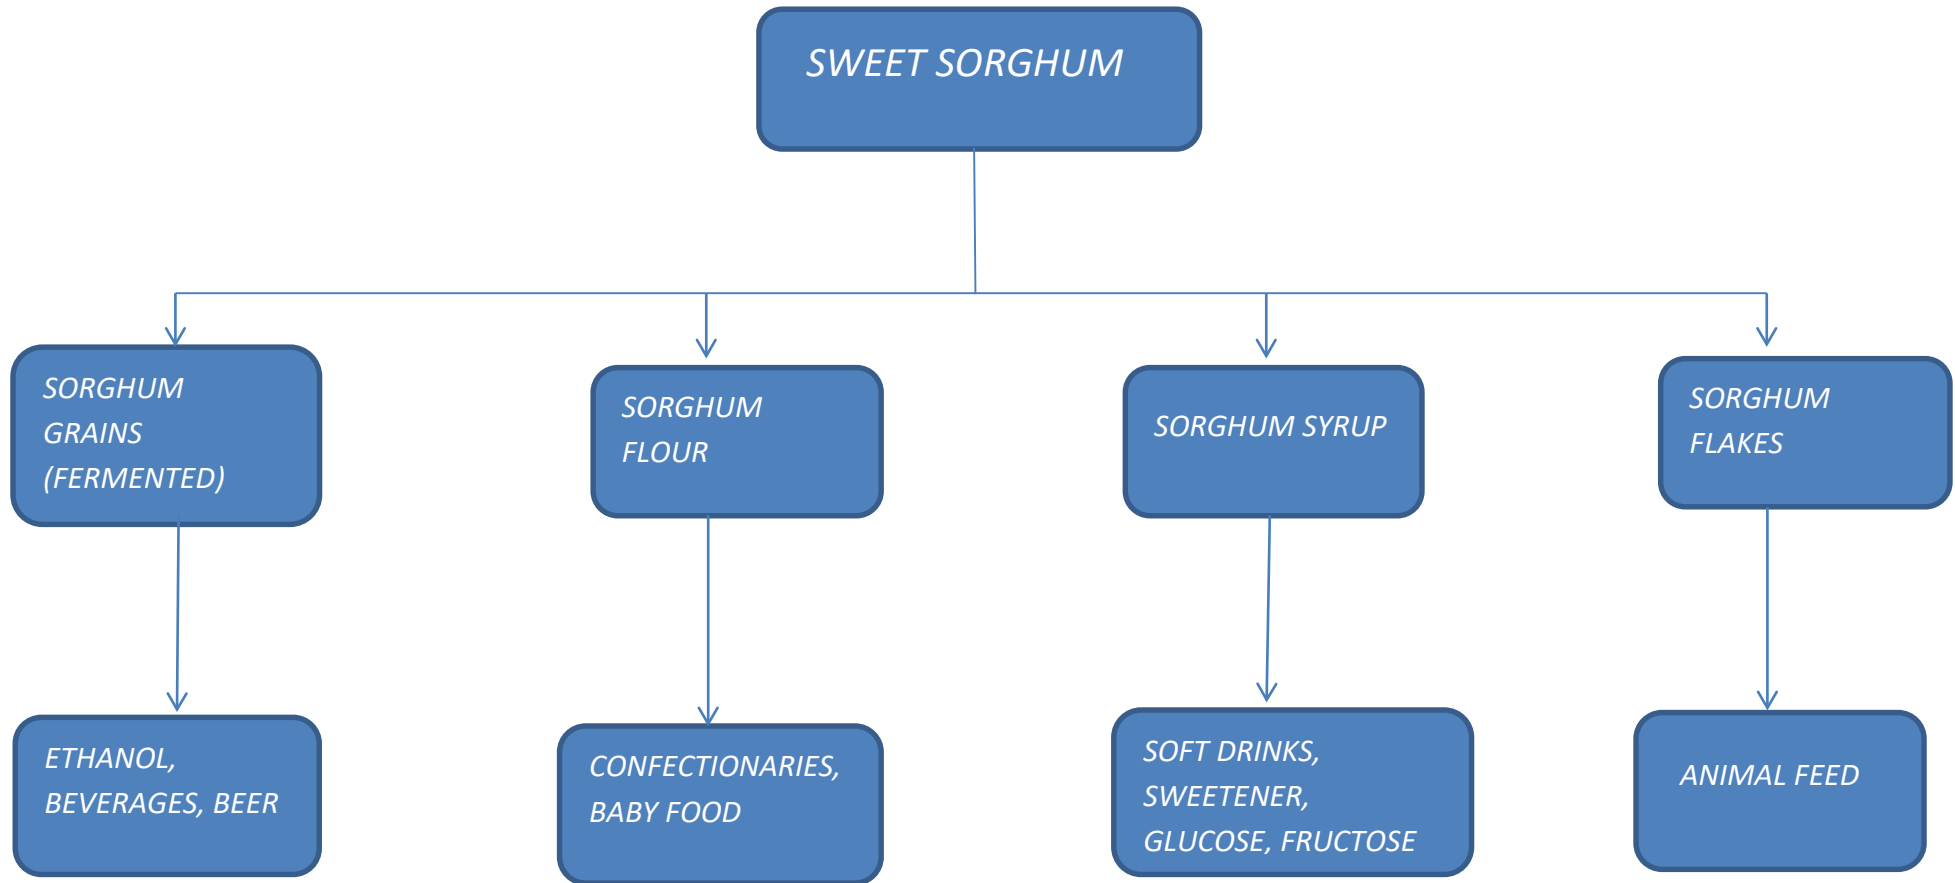 SWEET SORGHUM
SORGHUM
GRAINS
(FERMENTED)
SORGHUM
FLOUR
SORGHUM SYRUP
SORGHUM
FLAKES
ETHANOL,
BEVERAGES, BEER
CONFECTIONARIES,
BABY FOOD
SOFT DRINKS,
SWEETENER,
GLUCOSE, FRUCTOSE
ANIMAL FEED